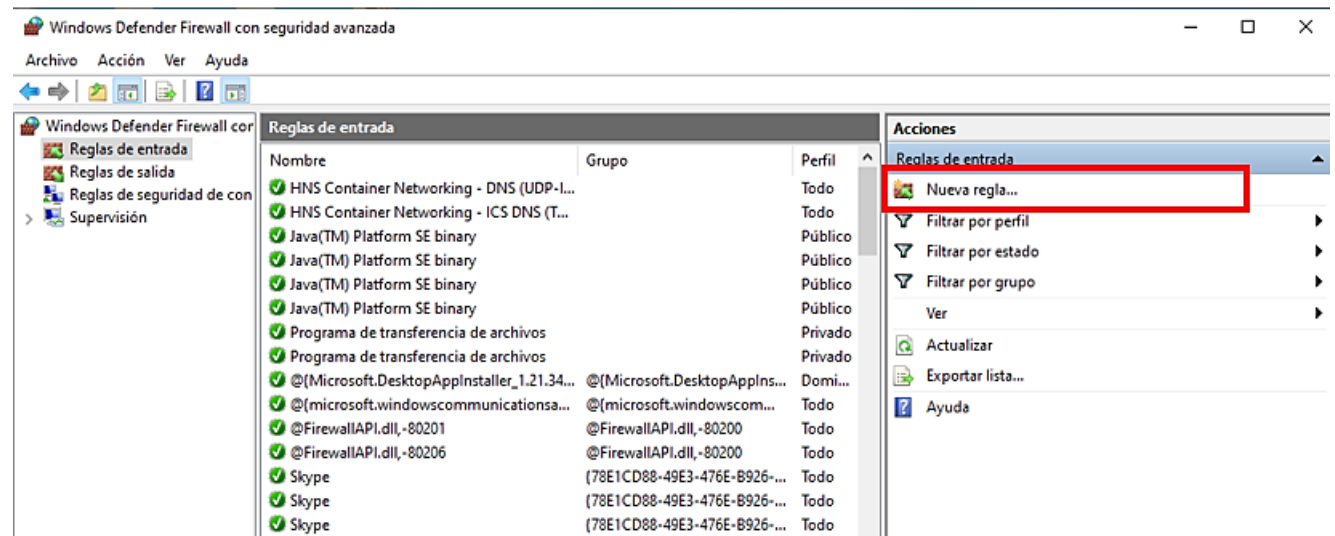 Windows Defender Firewall con seguridad avanzada
Archivo Acción Ver Ayuda
Windows Defender Firewall cor
Reglas de entrada
Reglas de salida
Reglas de seguridad de con
Supervisión
Reglas de entrada
Nombre Grupo Perfil
HNS Container Networking - DNS (UDP-I... Todo
HNS Container Networking - ICS DNS (T... Todo
Java(TM) Platform SE binary Público
Java(TM) Platform SE binary Público
Java(TM) Platform SE binary Público
Java(TM) Platform SE binary Público
Programa de transferencia de archivos Privado
Programa de transferencia de archivos Privado
@{Microsoft.DesktopAppInstaller_1.21.34... @{Microsoft.DesktopAppIns... Domi...
@{microsoft.windowscommunicationsa... @{microsoft.windowscom... Todo
@FirewallAPI.dll,-80201 @FirewallAPI.dll,-80200 Todo
@FirewallAPI.dll,-80206 @FirewallAPI.dll,-80200 Todo
Skype {78E1CD88-49E3-476E-B926-... Todo
Skype {78E1CD88-49E3-476E-B926-... Todo
Skype {78E1CD88-49E3-476E-B926-... Todo
Acciones
Reglas de entrada
Nueva regla...
Filtrar por perfil
Filtrar por estado
Filtrar por grupo
Ver
Actualizar
Exportar lista...
Ayuda